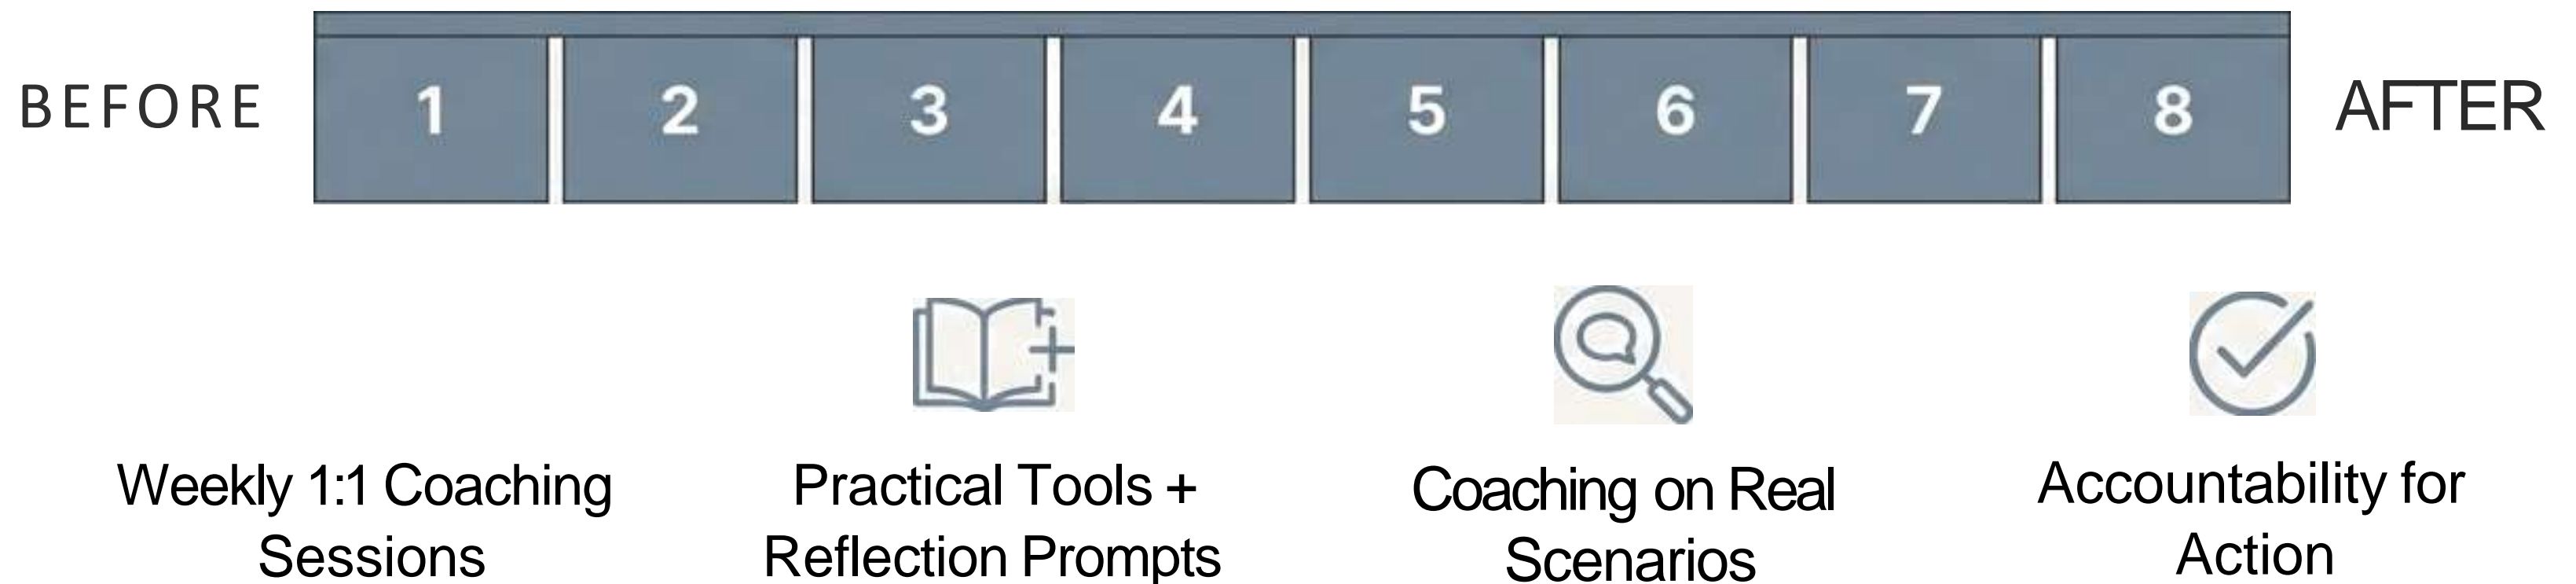 BEFORE 1 2 3 4 5 6 7 8 AFTER
Weekly 1:1 Coaching
Sessions
Practical Tools +
Reflection Prompts
Coaching on Real
Scenarios
Accountability for
Action